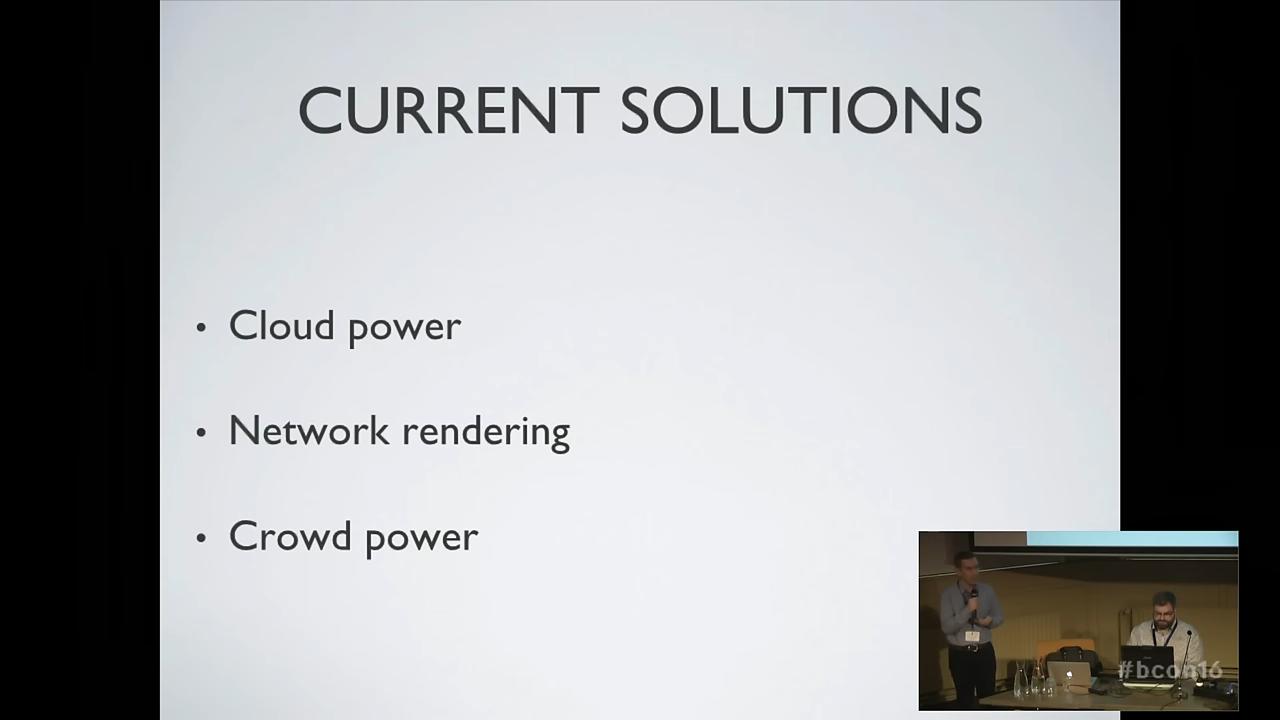 CURRENT SOLUTIONS
• Cloud power
• Network rendering
• Crowd power
#bcon16